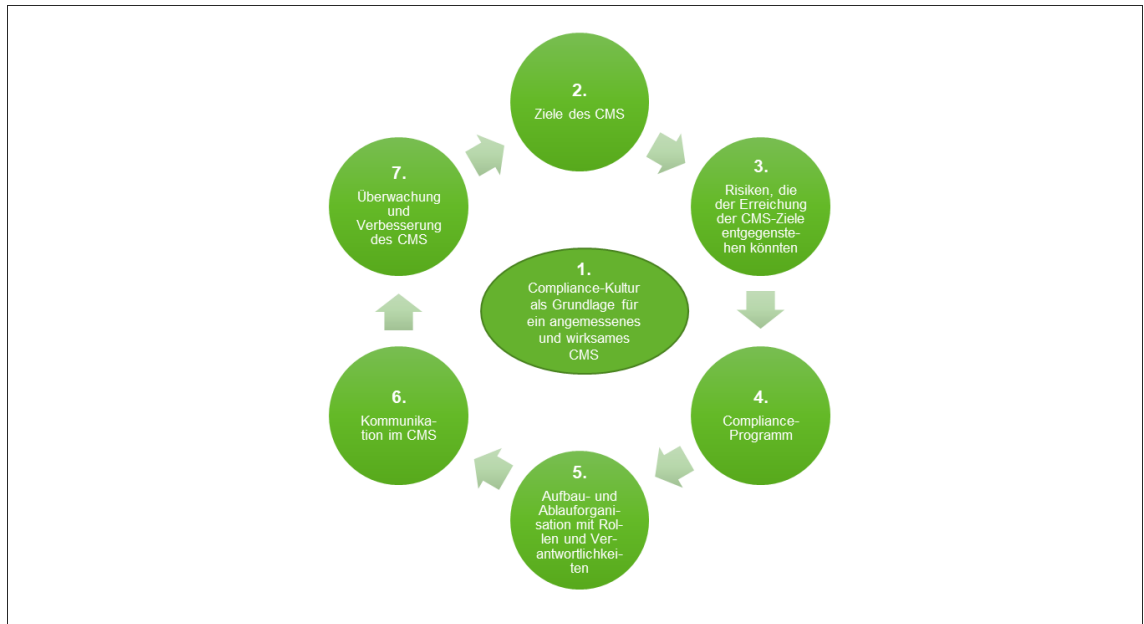 1.
Compliance-Kultur
als Grundlage für
ein angemessenes
und wirksames
CMS
2.
Ziele des CMS
3.
Risiken, die
der Erreichung
der CMS-Ziele
entgegenste-
hen könnten
4.
Compliance-
Programm
5.
Aufbau- und
Ablauforgani-
sation mit Rol-
len und Ver-
antwortlichkei-
ten
6.
Kommunika-
tion im CMS
7.
Überwachung
und
Verbesserung
des CMS